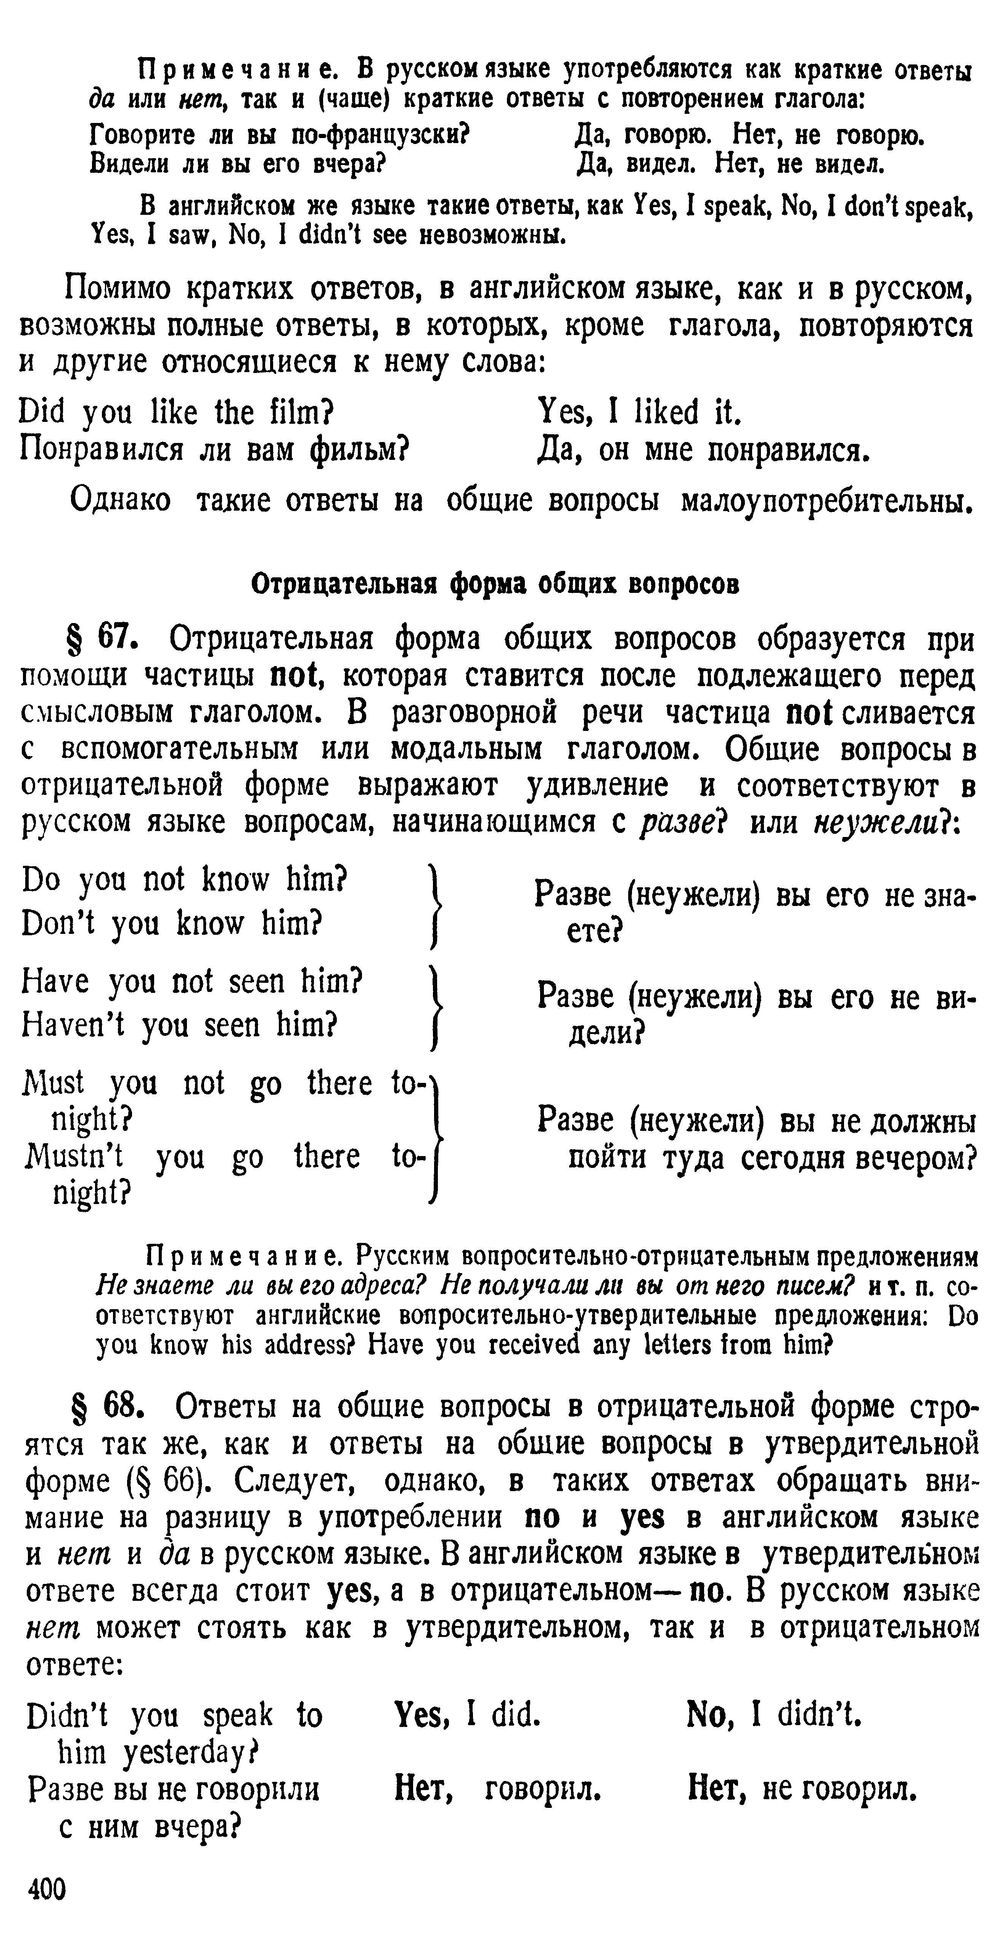 Примечание. В русском языке употребляются как краткие ответы
да или нет, так и (чаще) краткие ответы с повторением глагола:
Говорите ли вы по-французски? Да, говорю. Нет, не говорю.
Видели ли вы его вчера? Да, видел. Нет, не видел.
В английском же языке такие ответы, как Yes, I speak, No, I don't speak,
Yes, I saw, No, I didn't see невозможны.
Помимо кратких ответов, в английском языке, как и в русском,
возможны полные ответы, в которых, кроме глагола, повторяются
и другие относящиеся к нему слова:
Did you like the film? Yes, I liked it.
Понравился ли вам фильм? Да, он мне понравился.
Однако такие ответы на общие вопросы малоупотребительны.
Отрицательная форма общих вопросов
§ 67. Отрицательная форма общих вопросов образуется при
помощи частицы not, которая ставится после подлежащего перед
смысловым глаголом. В разговорной речи частица not сливается
с вспомогательным или модальным глаголом. Общие вопросы в
отрицательной форме выражают удивление и соответствуют в
русском языке вопросам, начинающимся с разве? или неужели?:
Do you not know him?
Don't you know him?
Разве (неужели) вы его не зна-
ете?
Have you not seen him?
Haven't you seen him?
Разве (неужели) вы его не ви-
дели?
Must you not go there to-
night?
Mustn't you go there to-
night?
Разве (неужели) вы не должны
пойти туда сегодня вечером?
Примечание. Русским вопросительно-отрицательным предложениям
Не знаете ли вы его адреса? Не получали ли вы от него писем? и т. п. со-
ответствуют английские вопросительно-утвердительные предложения: Do
you know his address? Have you received any letters from him?
§ 68. Ответы на общие вопросы в отрицательной форме стро-
ятся так же, как и ответы на общие вопросы в утвердительной
форме (§ 66). Следует, однако, в таких ответах обращать вни-
мание на разницу в употреблении no и yes в английском языке
и нет и да в русском языке. В английском языке в утвердительном
ответе всегда стоит yes, а в отрицательном— no. В русском языке
нет может стоять как в утвердительном, так и в отрицательном
ответе:
Didn't you speak to Yes, I did. No, I didn't.
him yesterday?
Разве вы не говорили Нет, говорил. Нет, не говорил.
с ним вчера?
400